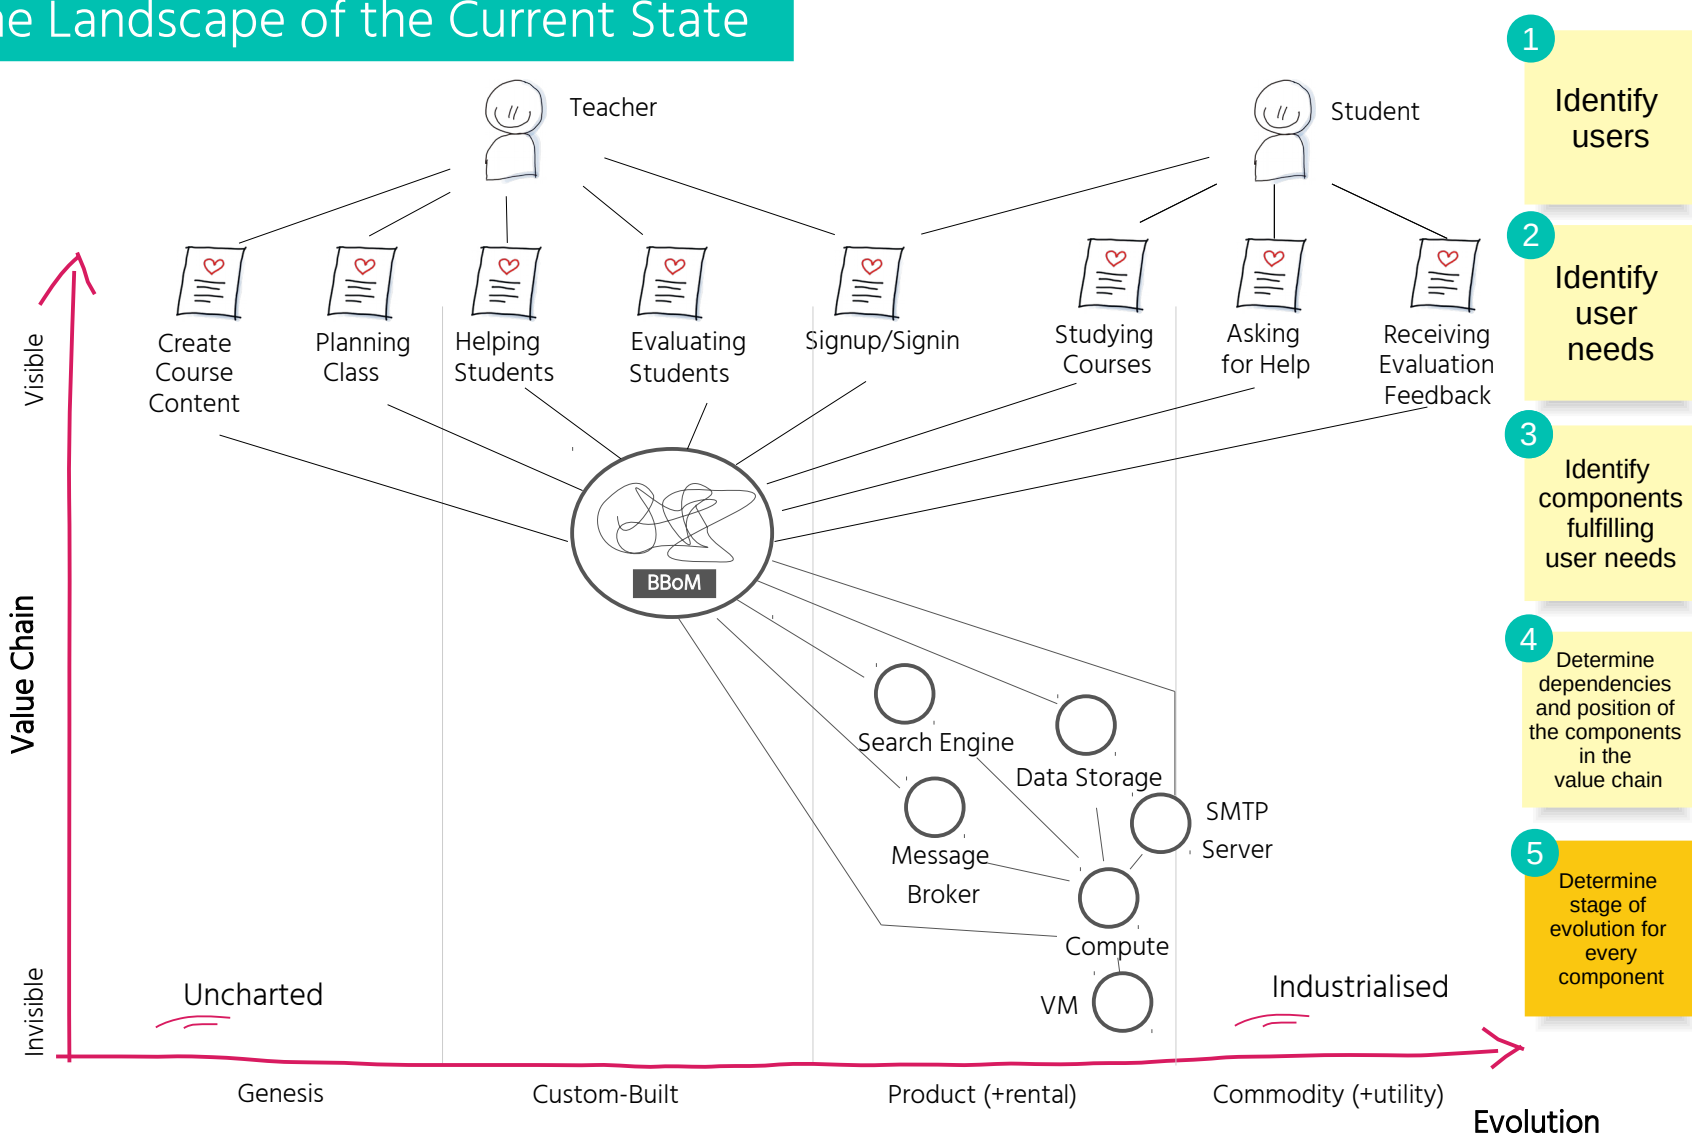 he Landscape of the Current State
Teacher
Student
Create
Course
Content
Planning
Class
Helping
Students
Evaluating
Students
Signup/Signin
Studying
Courses
Asking
for Help
Receiving
Evaluation
Feedback
BBoM
Search Engine
Data Storage
SMTP
Server
Message
Broker
Compute
VM
Value Chain
Visible
Invisible
Uncharted
Industrialised
Genesis
Custom-Built
Product (+rental)
Commodity (+utility)
Evolution
1
Identify
users
2
Identify
user
needs
3
Identify
components
fulfilling
user needs
4
Determine
dependencies
and position of
the components
in the
value chain
5
Determine
stage of
evolution for
every
component